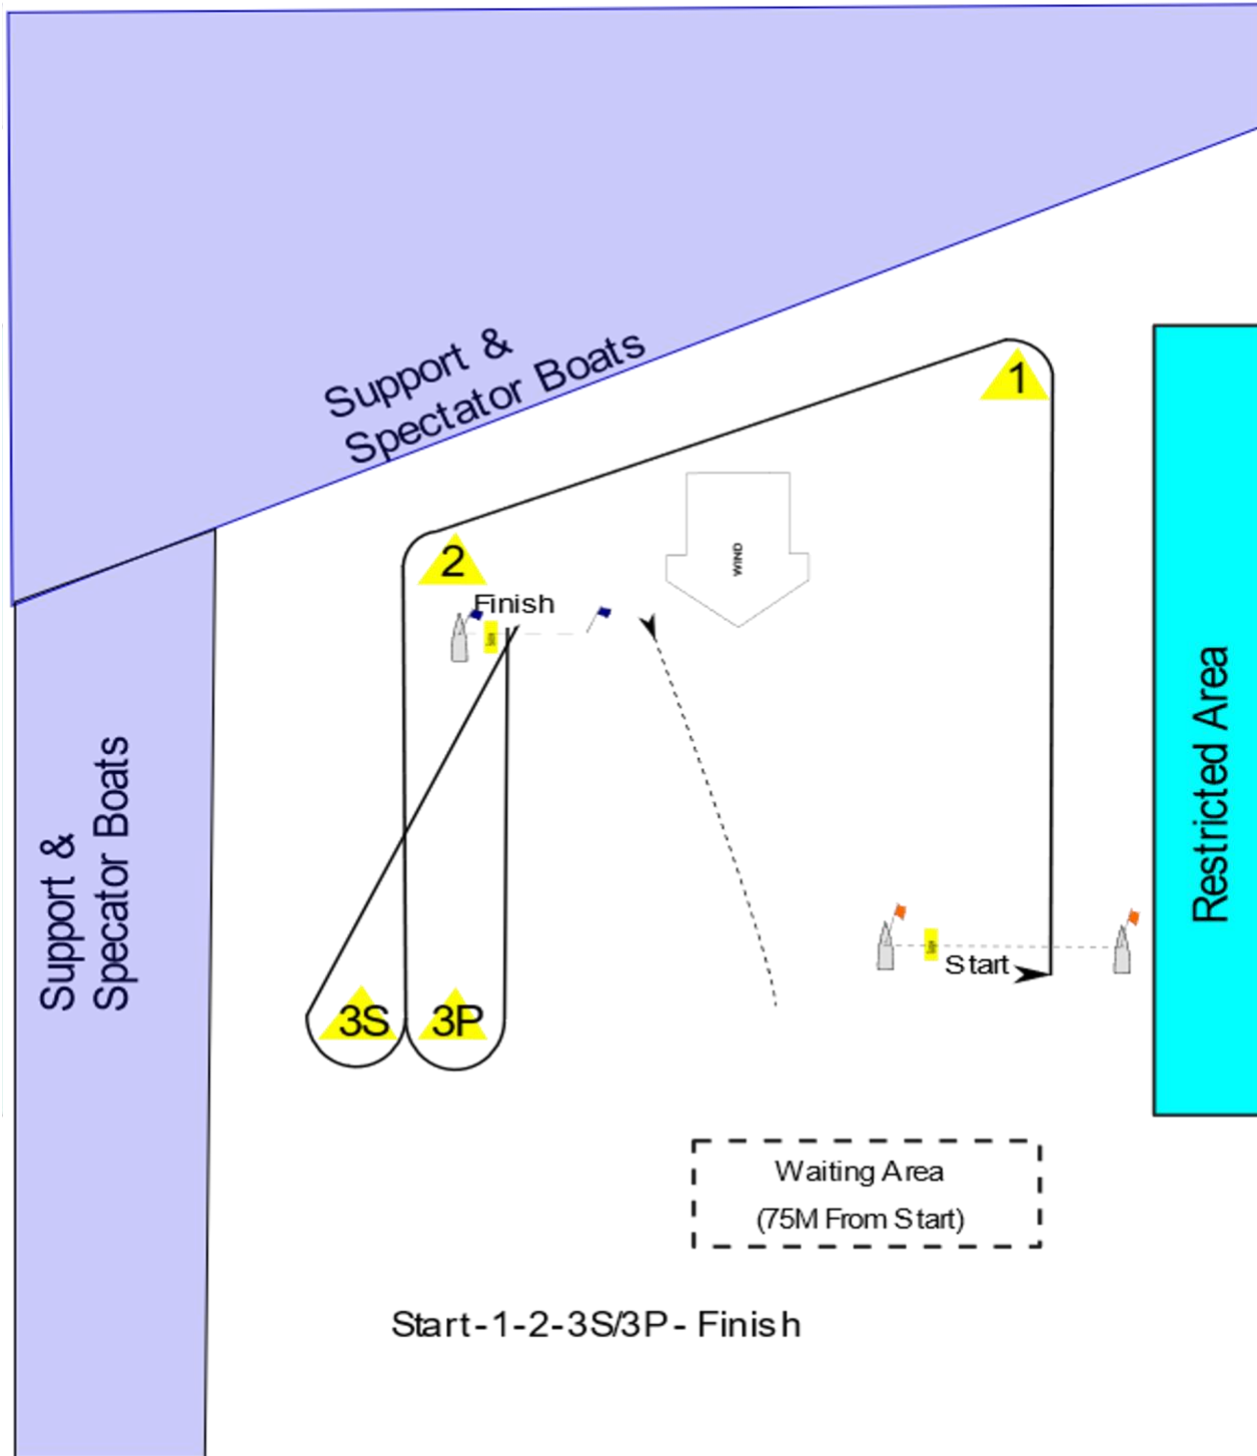 Support &
Spectator Boats
1
2
WIND
Finish
Support &
Specator Boats
Restricted Area
Start
3S
3P
Waiting Area
(75M From Start)
Start-1-2-3S/3P- Finish